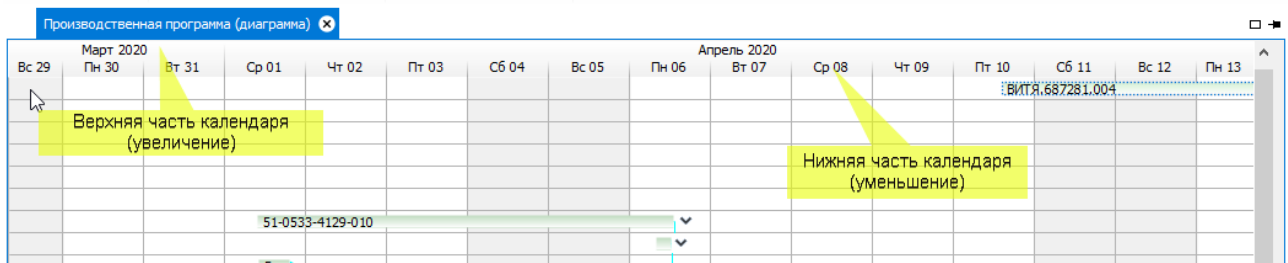 Производственная программа (диаграмма)
Март 2020
Апрель 2020
Вс 29 Пн 30 Вт 31 Ср 01 Чт 02 Пт 03 Сб 04 Вс 05 Пн 06 Вт 07 Ср 08 Чт 09 Пт 10 Сб 11 Вс 12 Пн 13
ВИТЯ.687281.004
Верхняя часть календаря
(увеличение)
Нижняя часть календаря
(уменьшение)
51-0533-4129-010